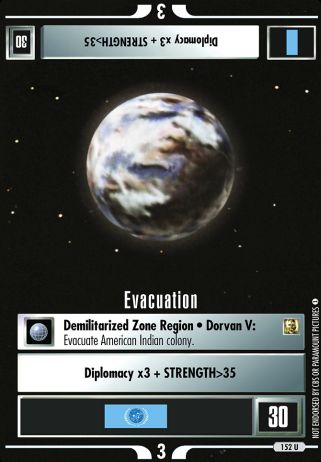 3
Diplomacy x3 + STRENGTH>35
30
Evacuation
Demilitarized Zone Region • Dorvan V:
Evacuate American Indian colony.
Diplomacy x3 + STRENGTH>35
30
NOT ENDORSED BY CBS OR PARAMOUNT PICTURES
152 U
3